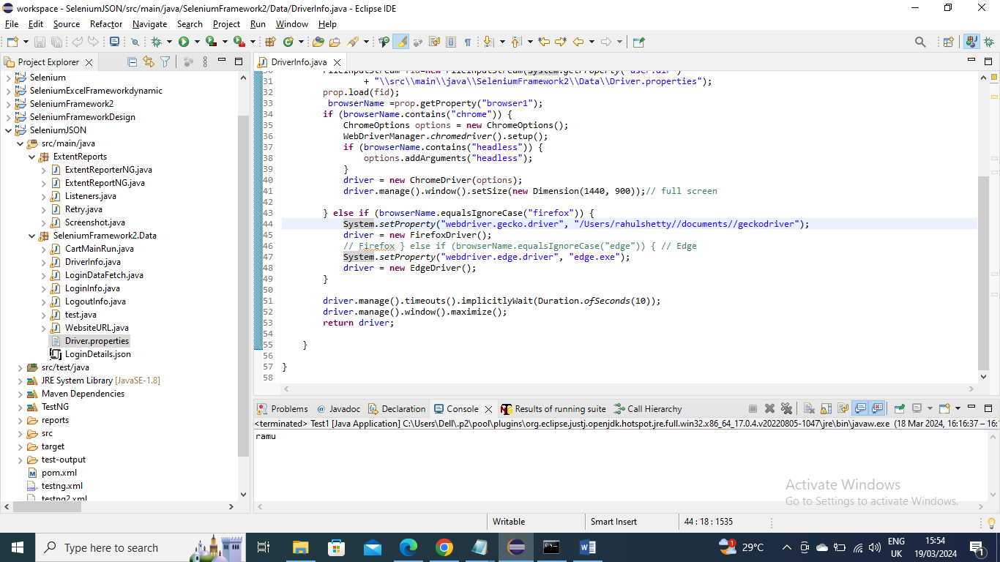 workspace - SeleniumJSON/src/main/java/SeleniumFramework2/Data/DriverInfo.java - Eclipse IDE
File Edit Source Refactor Navigate Search Project Run Window Help
Project Explorer
Selenium
SeleniumExcelFrameworkdynamic
SeleniumFramework2
SeleniumFrameworkDesign
SeleniumJSON
src/main/java
ExtentReports
ExtentReporterNG.java
ExtentReportNG.java
Listeners.java
Retry.java
Screenshot.java
SeleniumFramework2.Data
CartMainRun.java
DriverInfo.java
LoginDataFetch.java
LoginInfo.java
LogoutInfo.java
test.java
WebsiteURL.java
Driver.properties
LoginDetails.json
src/test/java
JRE System Library [JavaSE-1.8]
Maven Dependencies
TestNG
reports
src
target
test-output
pom.xml
testng.xml
testng2.xml
DriverInfo.java
30 FileInputStream fid=new FileInputStream(System.getProperty("user.dir")
31 + "\\src\\main\\java\\SeleniumFramework2\\Data\\Driver.properties");
32 prop.load(fid);
33 browserName =prop.getProperty("browser1");
34 if (browserName.contains("chrome")) {
35 ChromeOptions options = new ChromeOptions();
36 WebDriverManager.chromedriver().setup();
37 if (browserName.contains("headless")) {
38 options.addArguments("headless");
39 }
40 driver = new ChromeDriver(options);
41 driver.manage().window().setSize(new Dimension(1440, 900));// full screen
42
43 } else if (browserName.equalsIgnoreCase("firefox")) {
44 System.setProperty("webdriver.gecko.driver", "/Users/rahulshetty//documents//geckodriver");
45 driver = new FirefoxDriver();
46 // Firefox } else if (browserName.equalsIgnoreCase("edge")) { // Edge
47 System.setProperty("webdriver.edge.driver", "edge.exe");
48 driver = new EdgeDriver();
49 }
50
51 driver.manage().timeouts().implicitlyWait(Duration.ofSeconds(10));
52 driver.manage().window().maximize();
53 return driver;
54
55 }
56
57 }
58
Problems Javadoc Declaration Console Results of running suite Call Hierarchy
<terminated> Test1 [Java Application] C:\Users\Dell\.p2\pool\plugins\org.eclipse.justj.openjdk.hotspot.jre.full.win32.x86_64_17.0.4.v20220805-1047\jre\bin\javaw.exe (18 Mar 2024, 16:16:37 – 16:
ramu
Activate Windows
Go to Settings to activate Windows.
Writable Smart Insert 44 : 18 : 1535
Type here to search
29°C
ENG
UK
15:54
19/03/2024